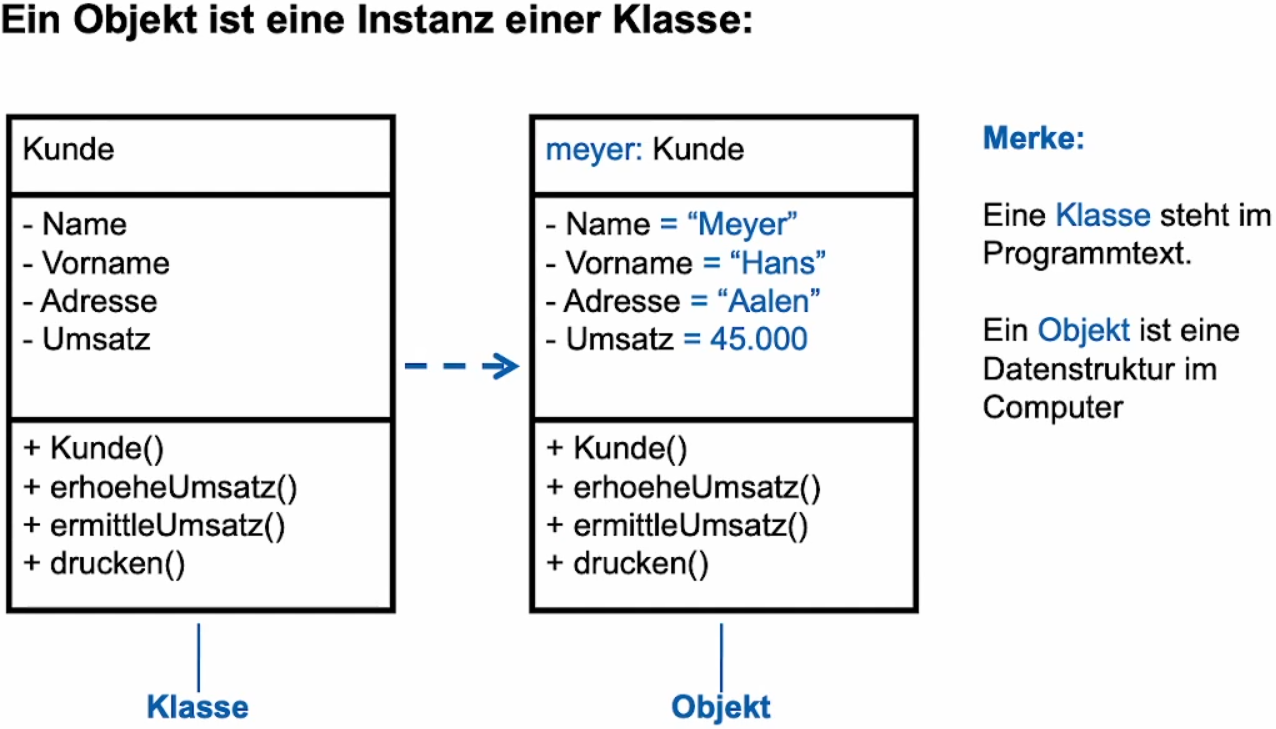 Ein Objekt ist eine Instanz einer Klasse:
Kunde
- Name
- Vorname
- Adresse
- Umsatz
+ Kunde()
+ erhoeheUmsatz()
+ ermittleUmsatz()
+ drucken()
Klasse
meyer: Kunde
- Name = “Meyer”
- Vorname = “Hans”
- Adresse = “Aalen”
- Umsatz = 45.000
+ Kunde()
+ erhoeheUmsatz()
+ ermittleUmsatz()
+ drucken()
Objekt
Merke:
Eine Klasse steht im
Programmtext.
Ein Objekt ist eine
Datenstruktur im
Computer